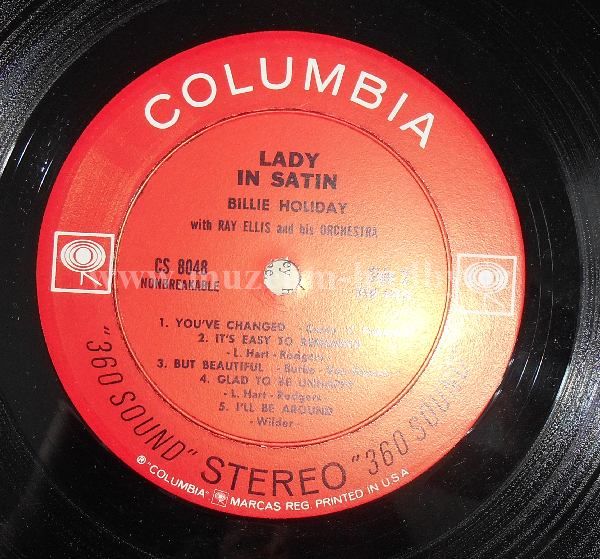 COLUMBIA
LADY
IN SATIN
BILLIE HOLIDAY
with RAY ELLIS and his ORCHESTRA
CS 8048
NONBREAKABLE
1. YOU'VE CHANGED
2. IT'S EASY TO REMEMBER
- L. Hart - Rodgers -
3. BUT BEAUTIFUL - Burke -
4. GLAD TO BE UNHAPPY
- L. Hart - Rodgers -
5. I'LL BE AROUND
- Wilder -
"360 SOUND" STEREO "360 SOUND"
® "COLUMBIA" MARCAS REG. PRINTED IN U.S.A.